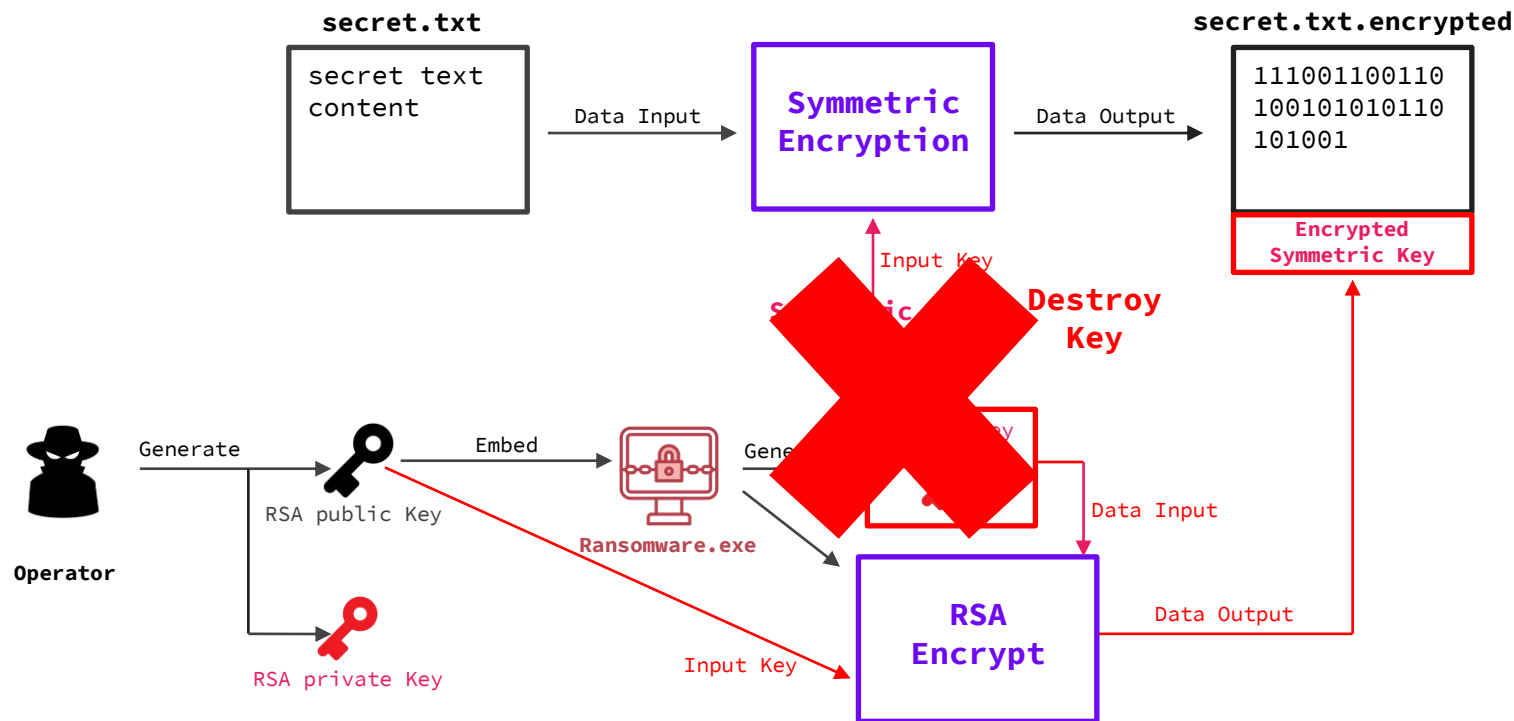 secret.txt
secret.txt.encrypted
secret text
content
Data Input
Symmetric
Encryption
Data Output
111001100110
100101010110
101001
Encrypted
Symmetric Key
Input Key
Destroy
Key
Generate
Embed
RSA public Key
Ransomware.exe
Data Input
Operator
RSA
Encrypt
Data Output
Input Key
RSA private Key